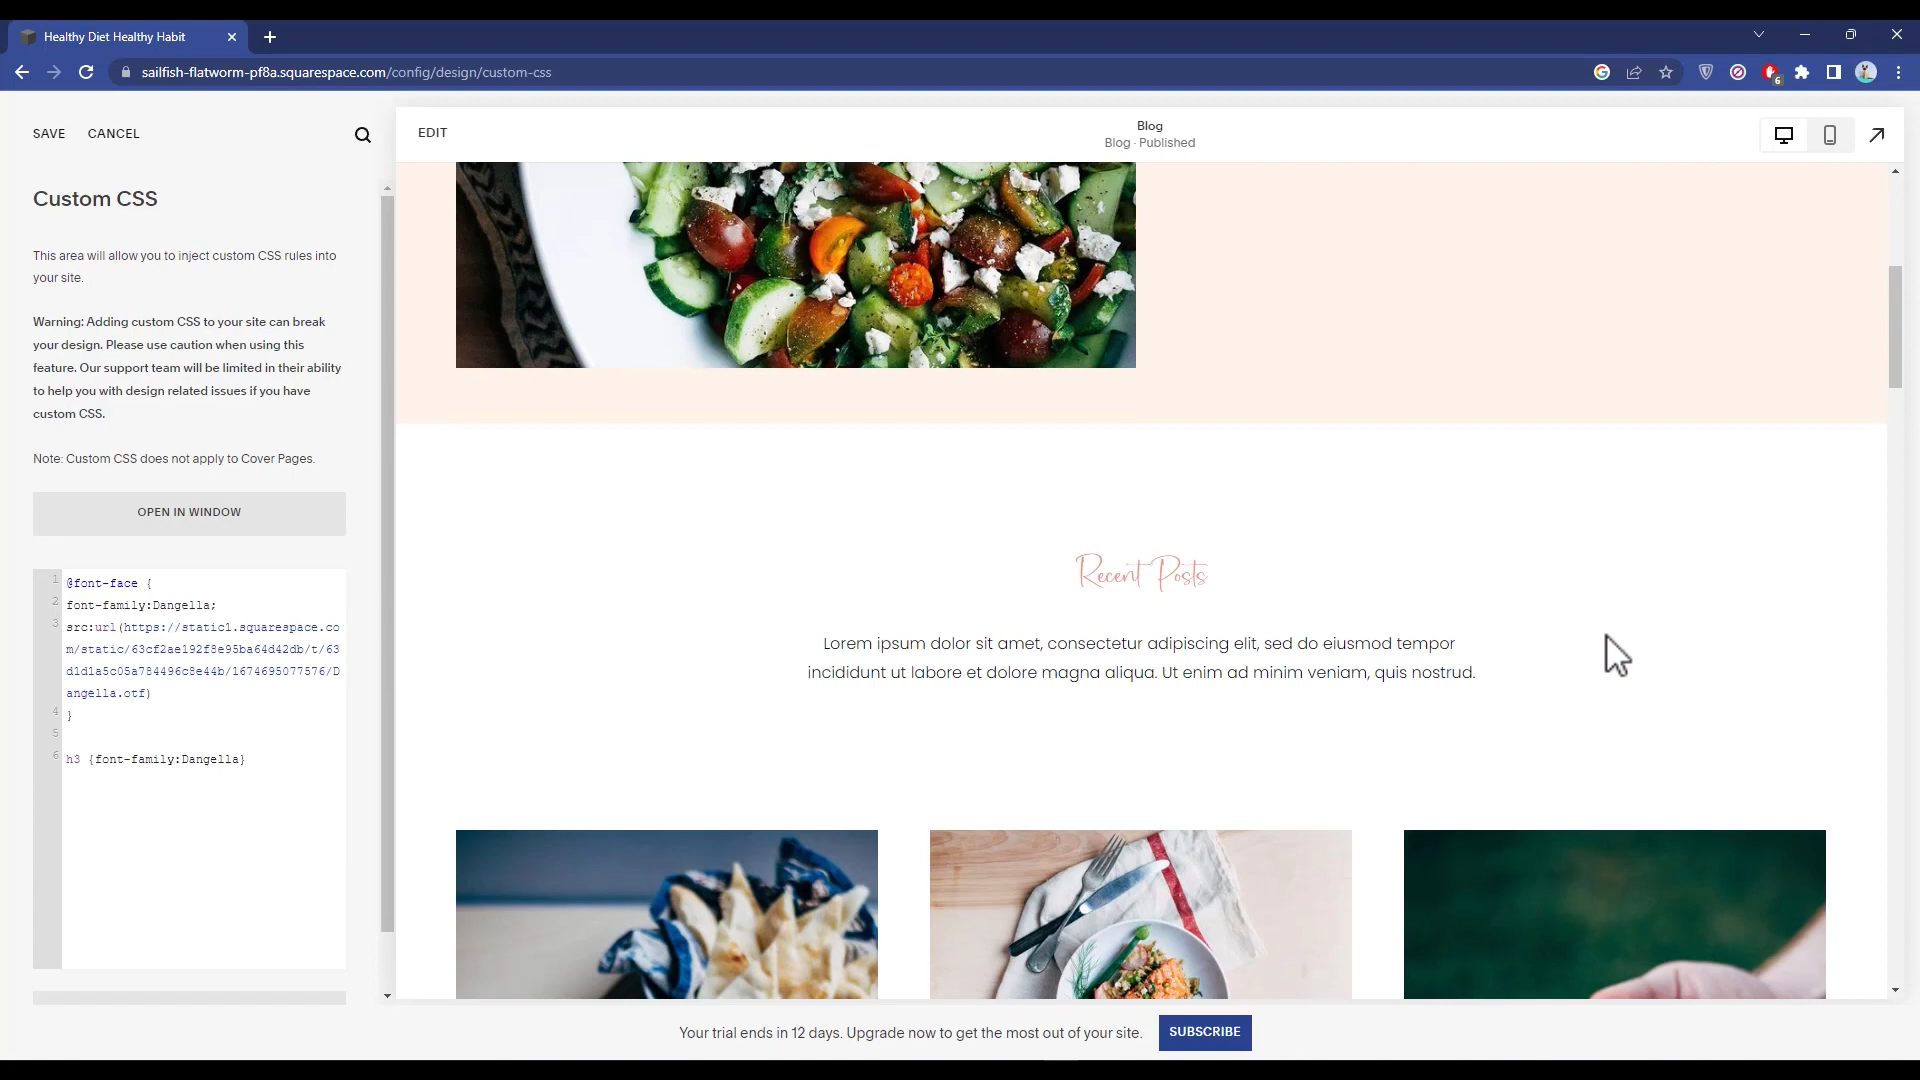 Healthy Diet Healthy Habit
sailfish-flatworm-pf8a.squarespace.com/config/design/custom-css
6
SAVE CANCEL
EDIT
Blog
Blog · Published
Custom CSS
This area will allow you to inject custom CSS rules into
your site.
Warning: Adding custom CSS to your site can break
your design. Please use caution when using this
feature. Our support team will be limited in their ability
to help you with design related issues if you have
custom CSS.
Note: Custom CSS does not apply to Cover Pages.
OPEN IN WINDOW
1 @font-face {
2 font-family:Dangella;
3 src:url(https://static1.squarespace.co
m/static/63cf2ae192f8e95ba64d42db/t/63
d1d1a5c05a784496c8e44b/1674695077576/D
angella.otf)
4 }
5
6 h3 {font-family:Dangella}
Recent Posts
Lorem ipsum dolor sit amet, consectetur adipiscing elit, sed do eiusmod tempor
incididunt ut labore et dolore magna aliqua. Ut enim ad minim veniam, quis nostrud.
Your trial ends in 12 days. Upgrade now to get the most out of your site. SUBSCRIBE